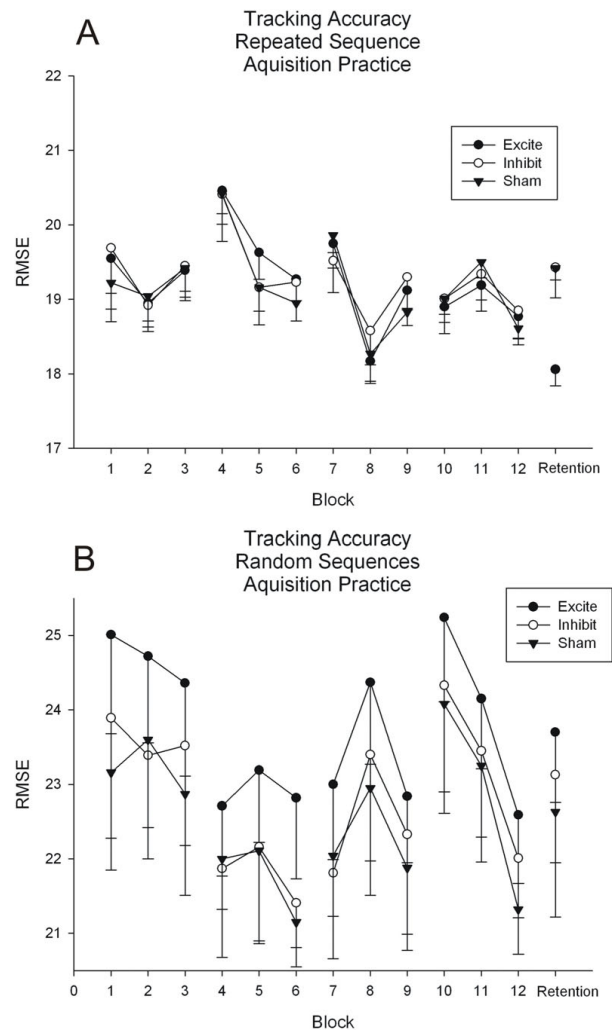 A
Tracking Accuracy
Repeated Sequence
Aquisition Practice
22
21
20
19
18
17
RMSE
Excite
Inhibit
Sham
1 2 3 4 5 6 7 8 9 10 11 12 Retention
Block
B
Tracking Accuracy
Random Sequences
Aquisition Practice
25
24
23
22
21
RMSE
Excite
Inhibit
Sham
0 1 2 3 4 5 6 7 8 9 10 11 12 Retention
Block